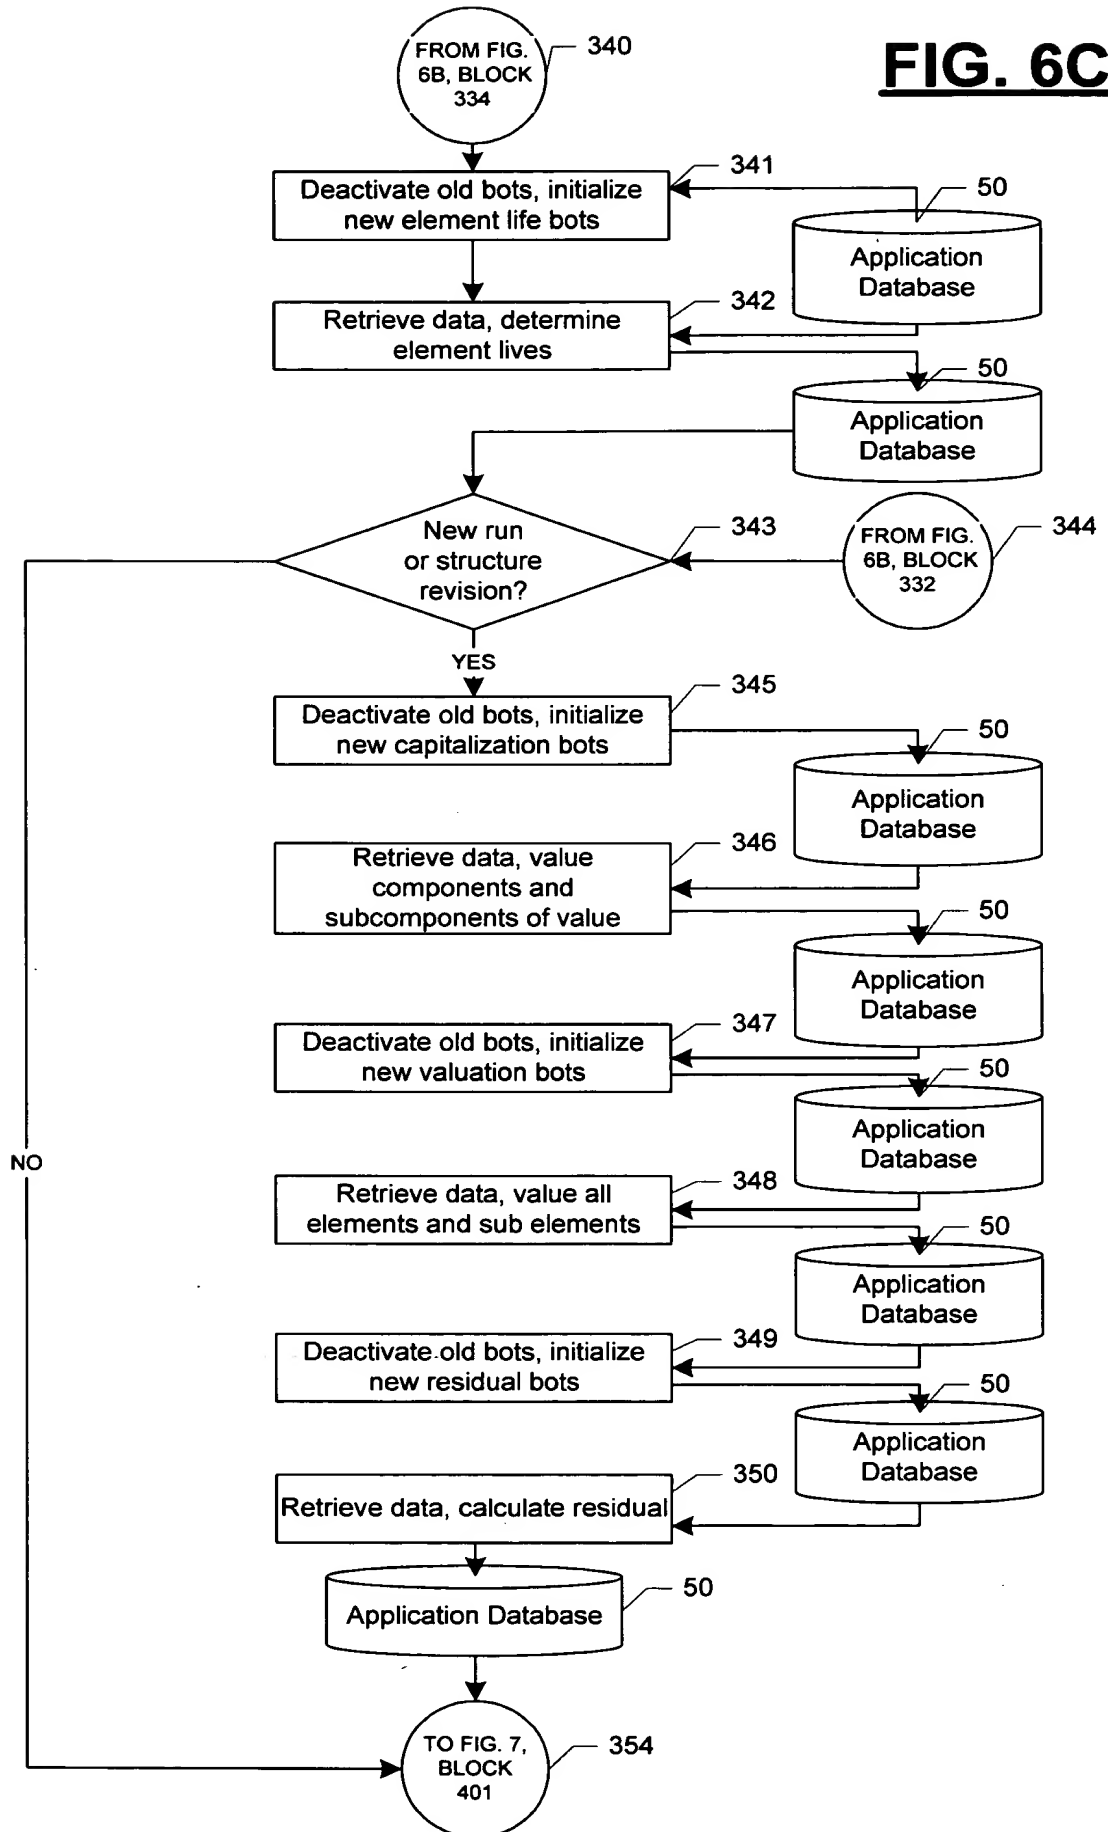 FIG. 6C
FROM FIG.
6B, BLOCK
334
340
341
Deactivate old bots, initialize
new element life bots
50
Application
Database
342
Retrieve data, determine
element lives
50
Application
Database
New run
or structure
revision?
343
FROM FIG.
6B, BLOCK
332
344
YES
345
Deactivate old bots, initialize
new capitalization bots
50
Application
Database
346
Retrieve data, value
components and
subcomponents of value
50
Application
Database
347
Deactivate old bots, initialize
new valuation bots
50
Application
Database
NO
348
Retrieve data, value all
elements and sub elements
50
Application
Database
349
Deactivate old bots, initialize
new residual bots
50
Application
Database
350
Retrieve data, calculate residual
50
Application Database
TO FIG. 7,
BLOCK
401
354